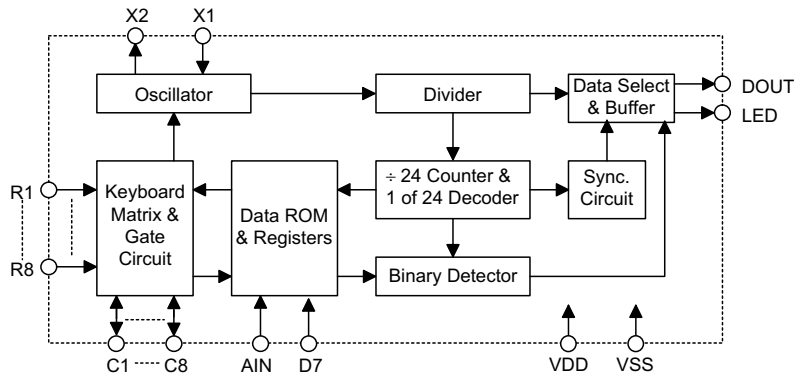 X2 X1
Oscillator
Divider
Data Select
& Buffer
DOUT
LED
R1
R8
Keyboard
Matrix &
Gate
Circuit
Data ROM
& Registers
÷ 24 Counter &
1 of 24 Decoder
Sync.
Circuit
Binary Detector
C1 C8 AIN D7 VDD VSS